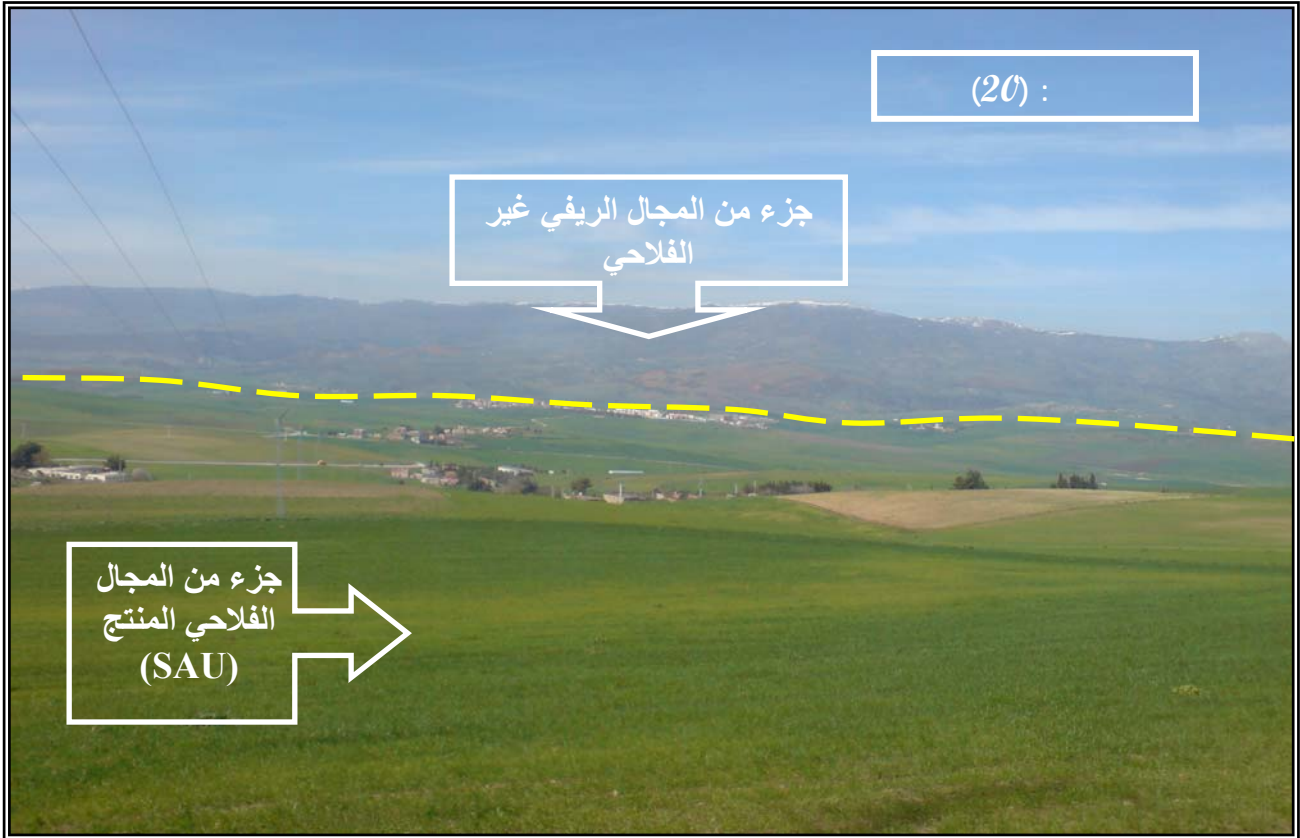 (20) :
جزء من المجال الريفي غير
الفلاحي
جزء من المجال
الفلاحي المنتج
(SAU)